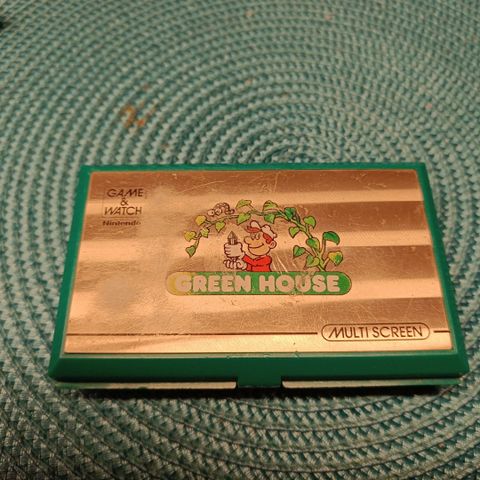 GAME
&
WATCH
Nintendo
GREEN HOUSE
MULTI SCREEN